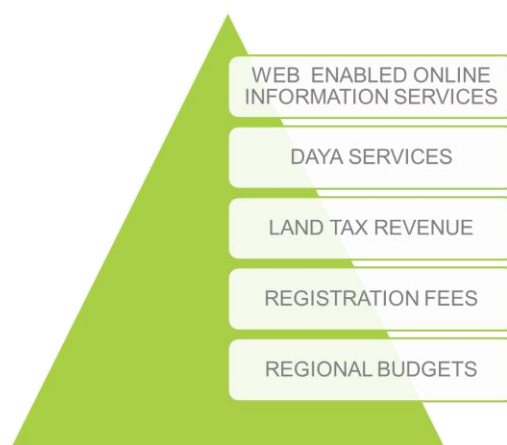 WEB ENABLED ONLINE
INFORMATION SERVICES
DAYA SERVICES
LAND TAX REVENUE
REGISTRATION FEES
REGIONAL BUDGETS